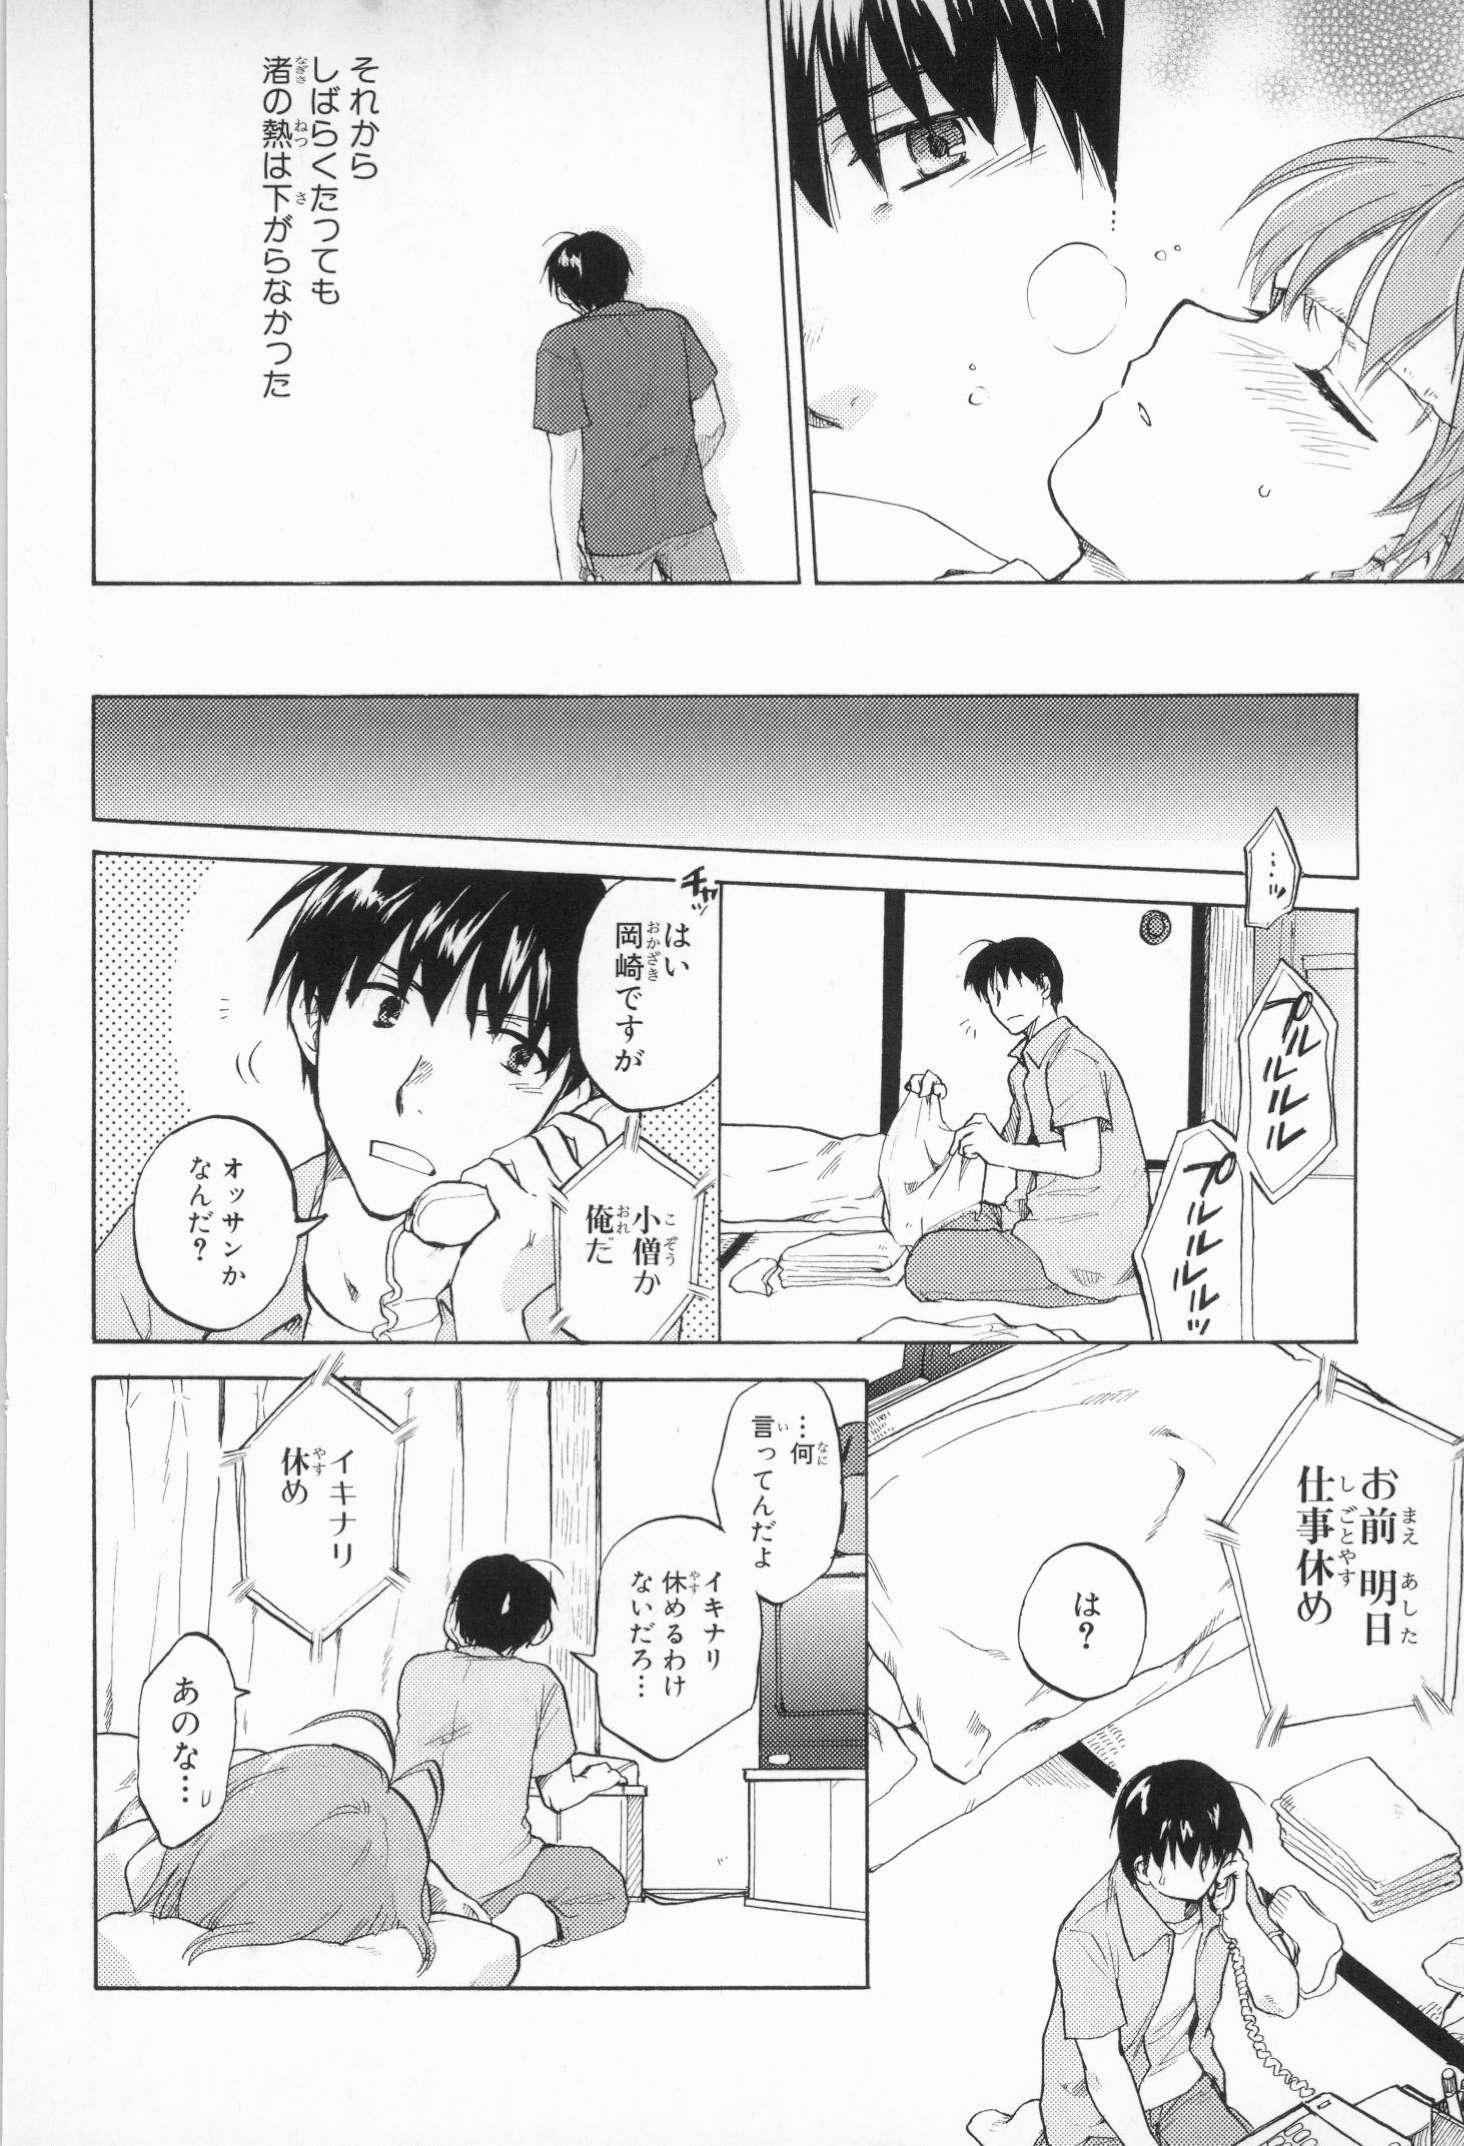 …
それから
しばらくたっても
渚の熱は下がらなかった
…ッ
プルルルル
プルルルルッ
チャッ
はい
岡崎ですが
小僧か
俺だ
オッサンか
なんだ？
お前 明日
仕事休め
は？
…何
言ってんだよ
イキナリ
休めるわけ
ないだろ…
イキナリ
休め
あのな…